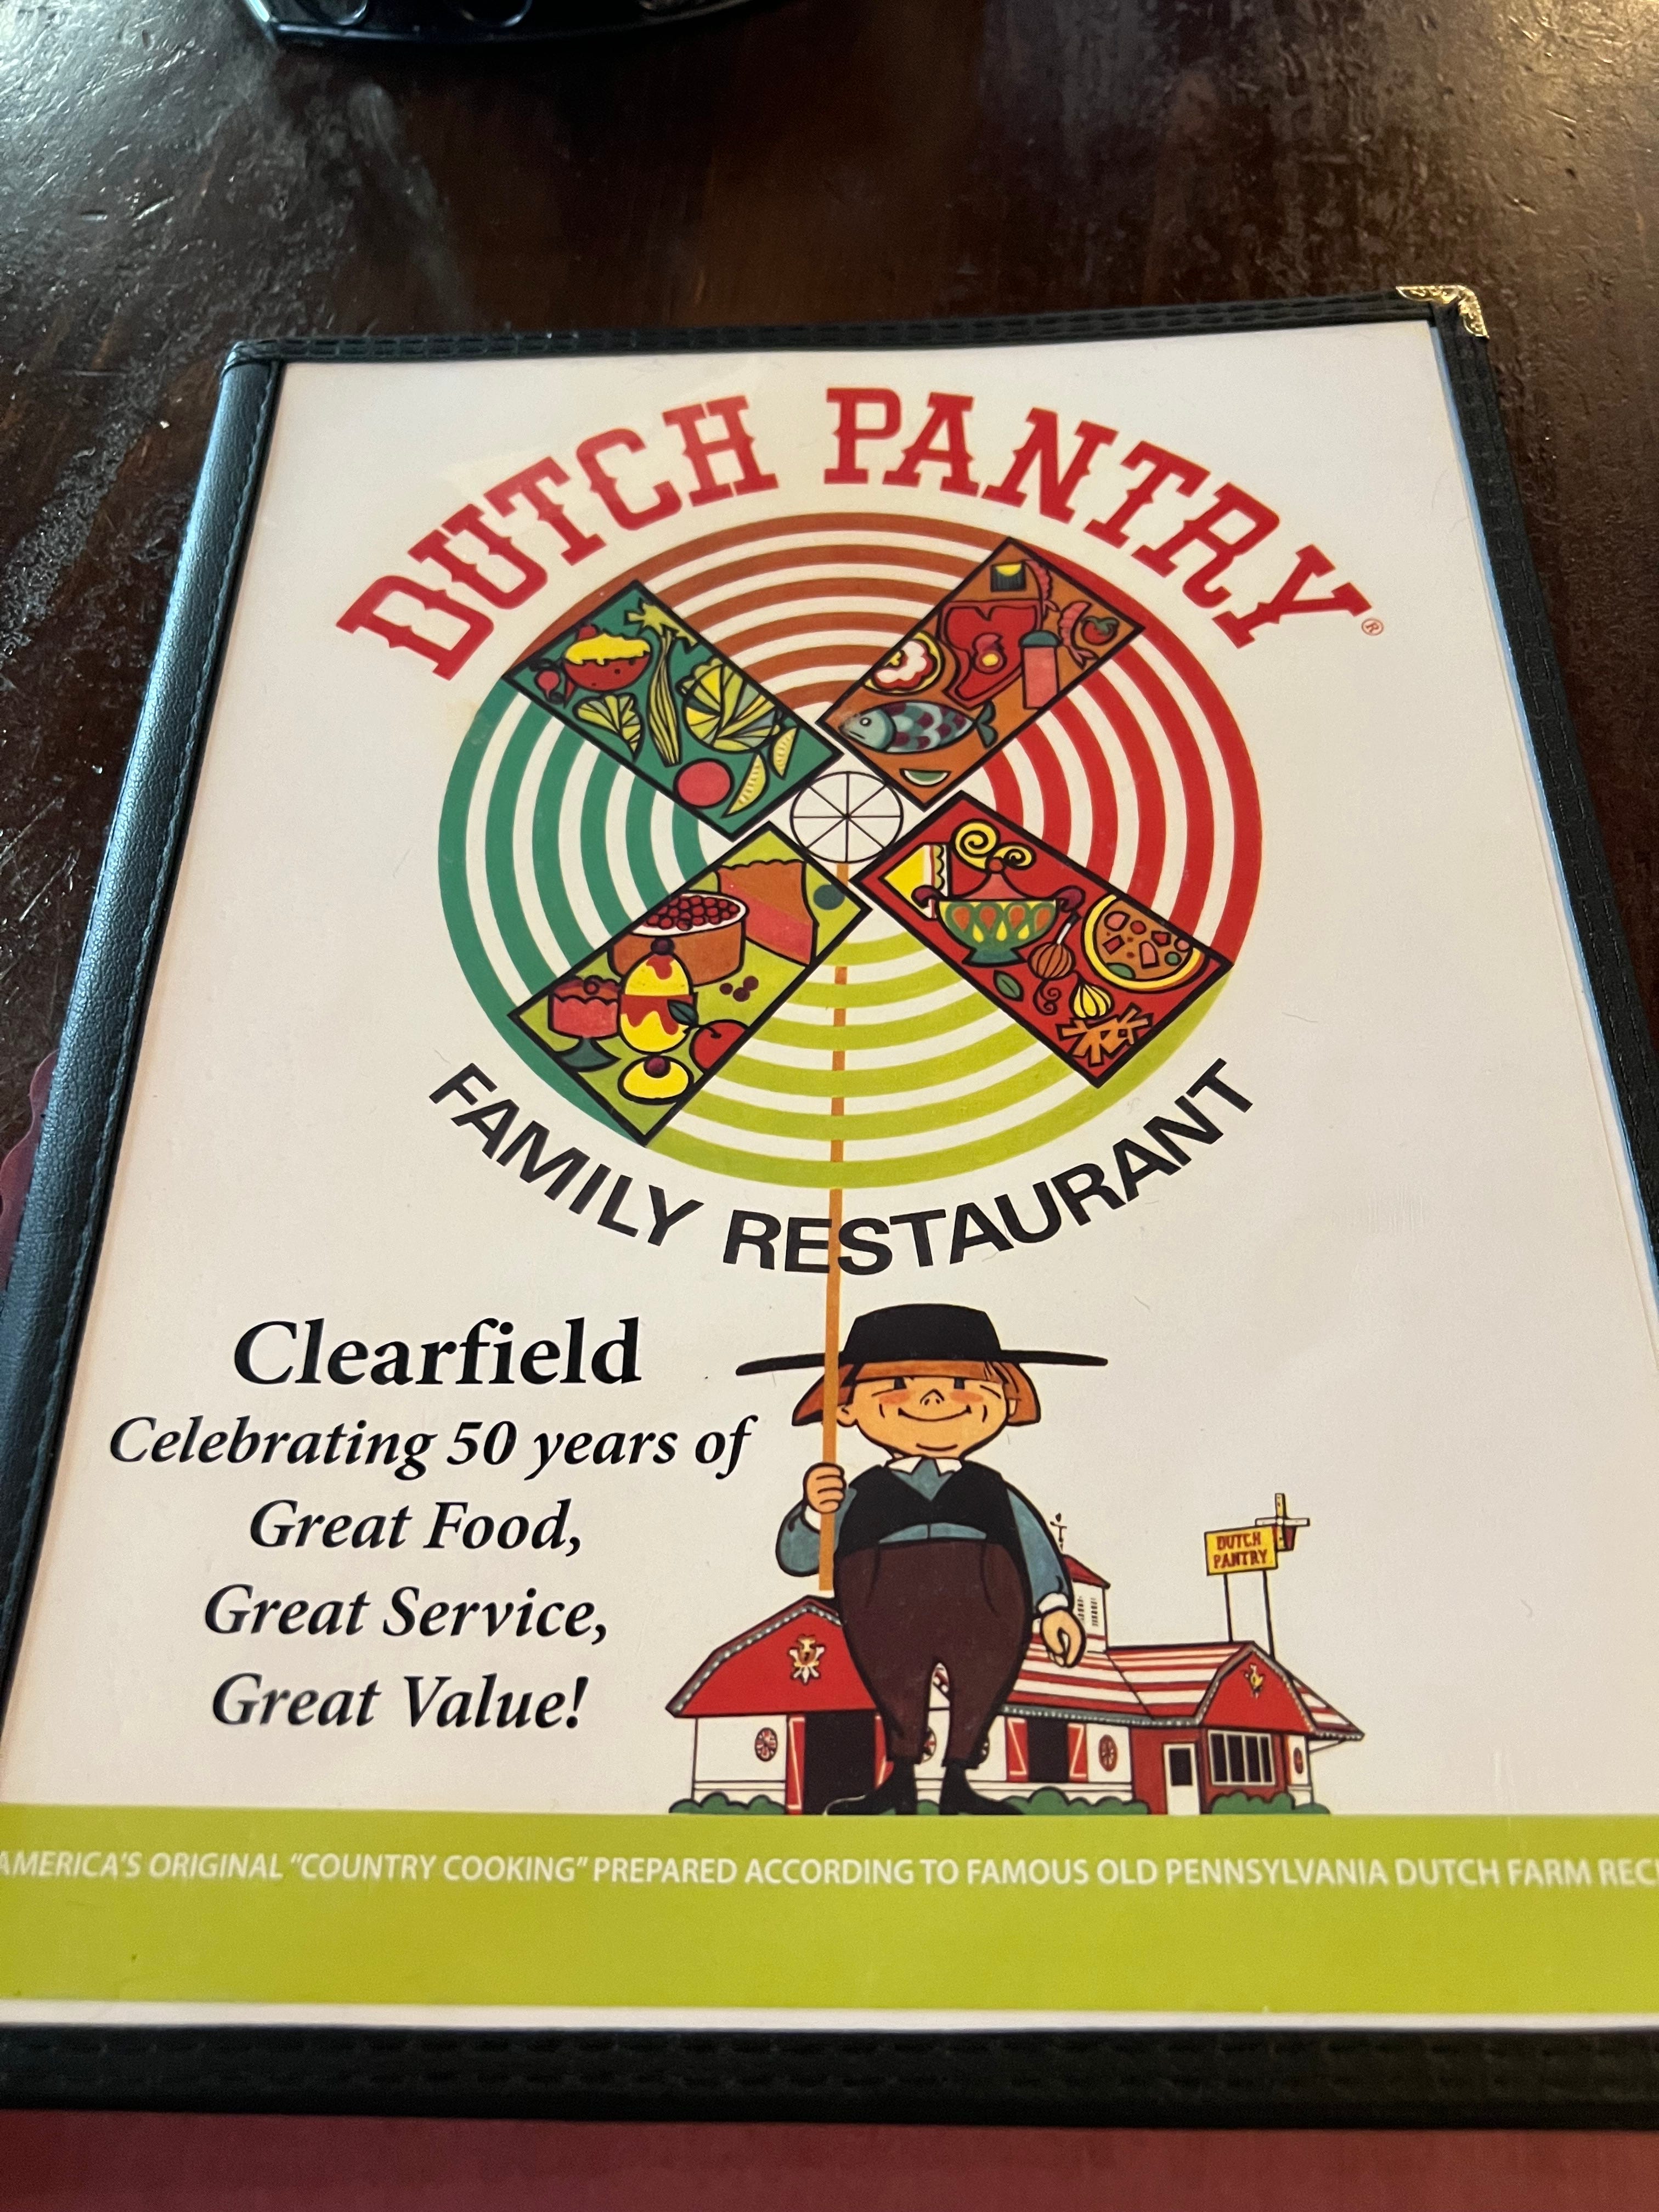 DUTCH PANTRY®
FAMILY RESTAURANT
Clearfield
Celebrating 50 years of
Great Food,
Great Service,
Great Value!
DUTCH
PANTRY
AMERICA'S ORIGINAL "COUNTRY COOKING" PREPARED ACCORDING TO FAMOUS OLD PENNSYLVANIA DUTCH FARM